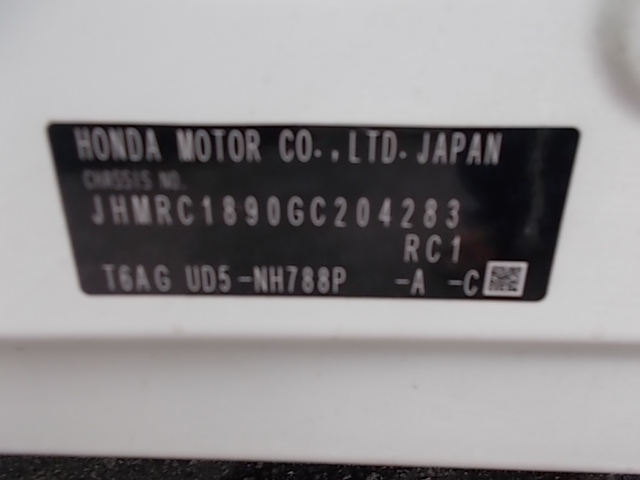 HONDA MOTOR CO.,LTD.JAPAN
CHASSIS NO.
JHMRC1890GC204283
RC1
T6AG UD5-NH788P -A -C